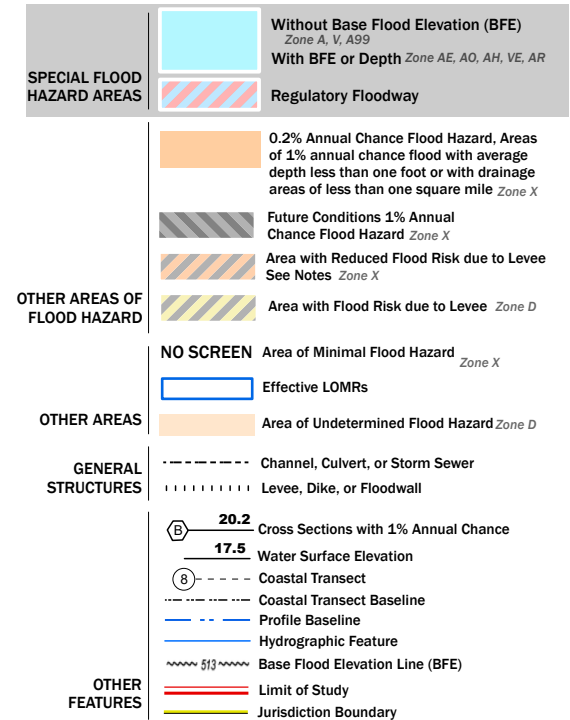 SPECIAL FLOOD
HAZARD AREAS
Without Base Flood Elevation (BFE)
Zone A, V, A99
With BFE or Depth Zone AE, AO, AH, VE, AR
Regulatory Floodway
OTHER AREAS OF
FLOOD HAZARD
0.2% Annual Chance Flood Hazard, Areas
of 1% annual chance flood with average
depth less than one foot or with drainage
areas of less than one square mile Zone X
Future Conditions 1% Annual
Chance Flood Hazard Zone X
Area with Reduced Flood Risk due to Levee
See Notes Zone X
Area with Flood Risk due to Levee Zone D
OTHER AREAS
NO SCREEN Area of Minimal Flood Hazard Zone X
Effective LOMRs
Area of Undetermined Flood Hazard Zone D
GENERAL
STRUCTURES
Channel, Culvert, or Storm Sewer
Levee, Dike, or Floodwall
OTHER
FEATURES
B 20.2 Cross Sections with 1% Annual Chance
17.5 Water Surface Elevation
8 Coastal Transect
Coastal Transect Baseline
Profile Baseline
Hydrographic Feature
513 Base Flood Elevation Line (BFE)
Limit of Study
Jurisdiction Boundary